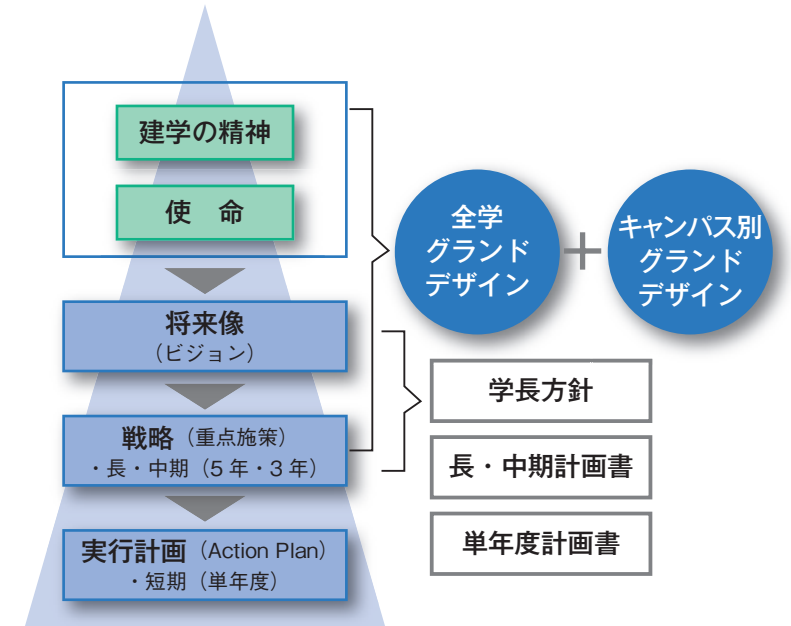 建学の精神
使　命
将来像
（ビジョン）
戦略（重点施策）
・長・中期（5 年・3 年）
実行計画（Action Plan）
・短期（単年度）
全学
グランド
デザイン
＋
キャンパス別
グランド
デザイン
学長方針
長・中期計画書
単年度計画書